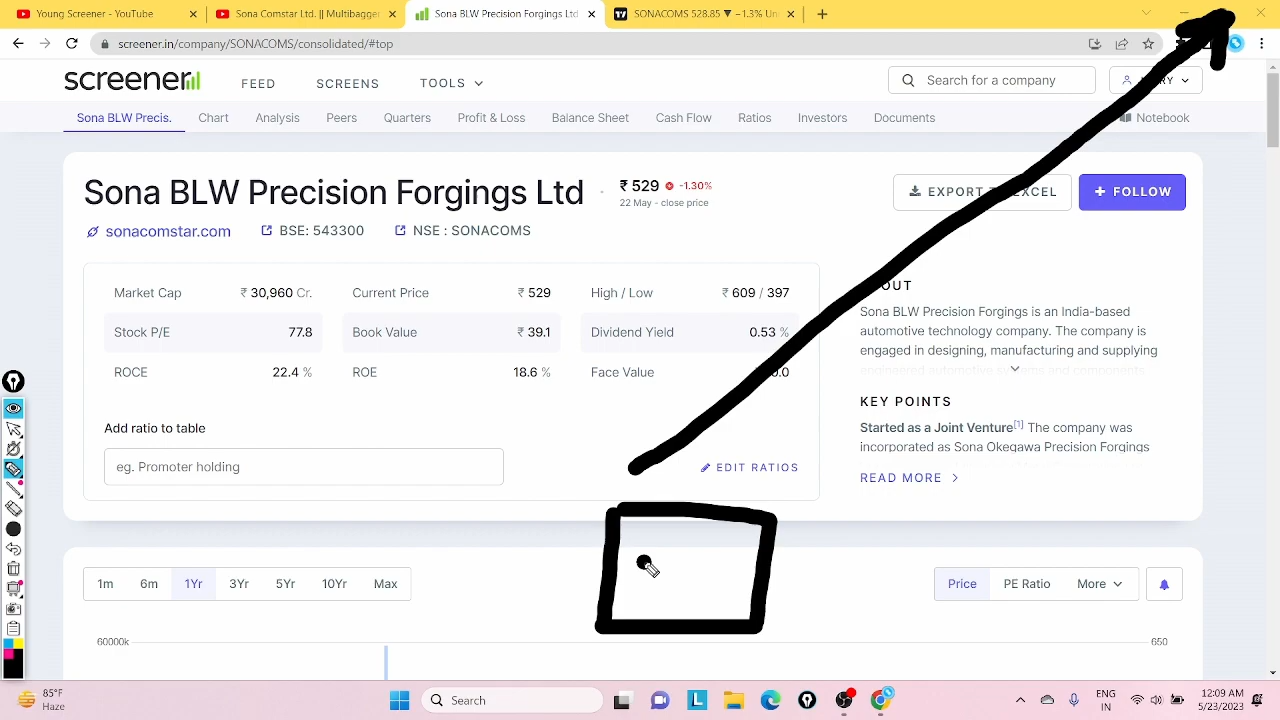 Young Screener - YouTube
Sona Comstar Ltd. || Multibagger
Sona BLW Precision Forgings Ltd
SONACOMS 528.85 ▼ −1.3% Un
screener.in/company/SONACOMS/consolidated/#top
screener
FEED
SCREENS
TOOLS
Search for a company
Sona BLW Precis.
Chart
Analysis
Peers
Quarters
Profit & Loss
Balance Sheet
Cash Flow
Ratios
Investors
Documents
Notebook
Sona BLW Precision Forgings Ltd
₹ 529
-1.30%
22 May - close price
EXPORT TO EXCEL
FOLLOW
sonacomstar.com
BSE: 543300
NSE : SONACOMS
Market Cap ₹ 30,960 Cr.
Current Price ₹ 529
High / Low ₹ 609 / 397
Stock P/E 77.8
Book Value ₹ 39.1
Dividend Yield 0.53 %
ROCE 22.4 %
ROE 18.6 %
Face Value
Add ratio to table
eg. Promoter holding
EDIT RATIOS
ABOUT
Sona BLW Precision Forgings is an India-based
automotive technology company. The company is
engaged in designing, manufacturing and supplying
engineered automotive systems and components
KEY POINTS
Started as a Joint Venture[1] The company was
incorporated as Sona Okegawa Precision Forgings
READ MORE
1m
6m
1Yr
3Yr
5Yr
10Yr
Max
Price
PE Ratio
More
60000k
650
85°F
Haze
Search
ENG
IN
12:09 AM
5/23/2023